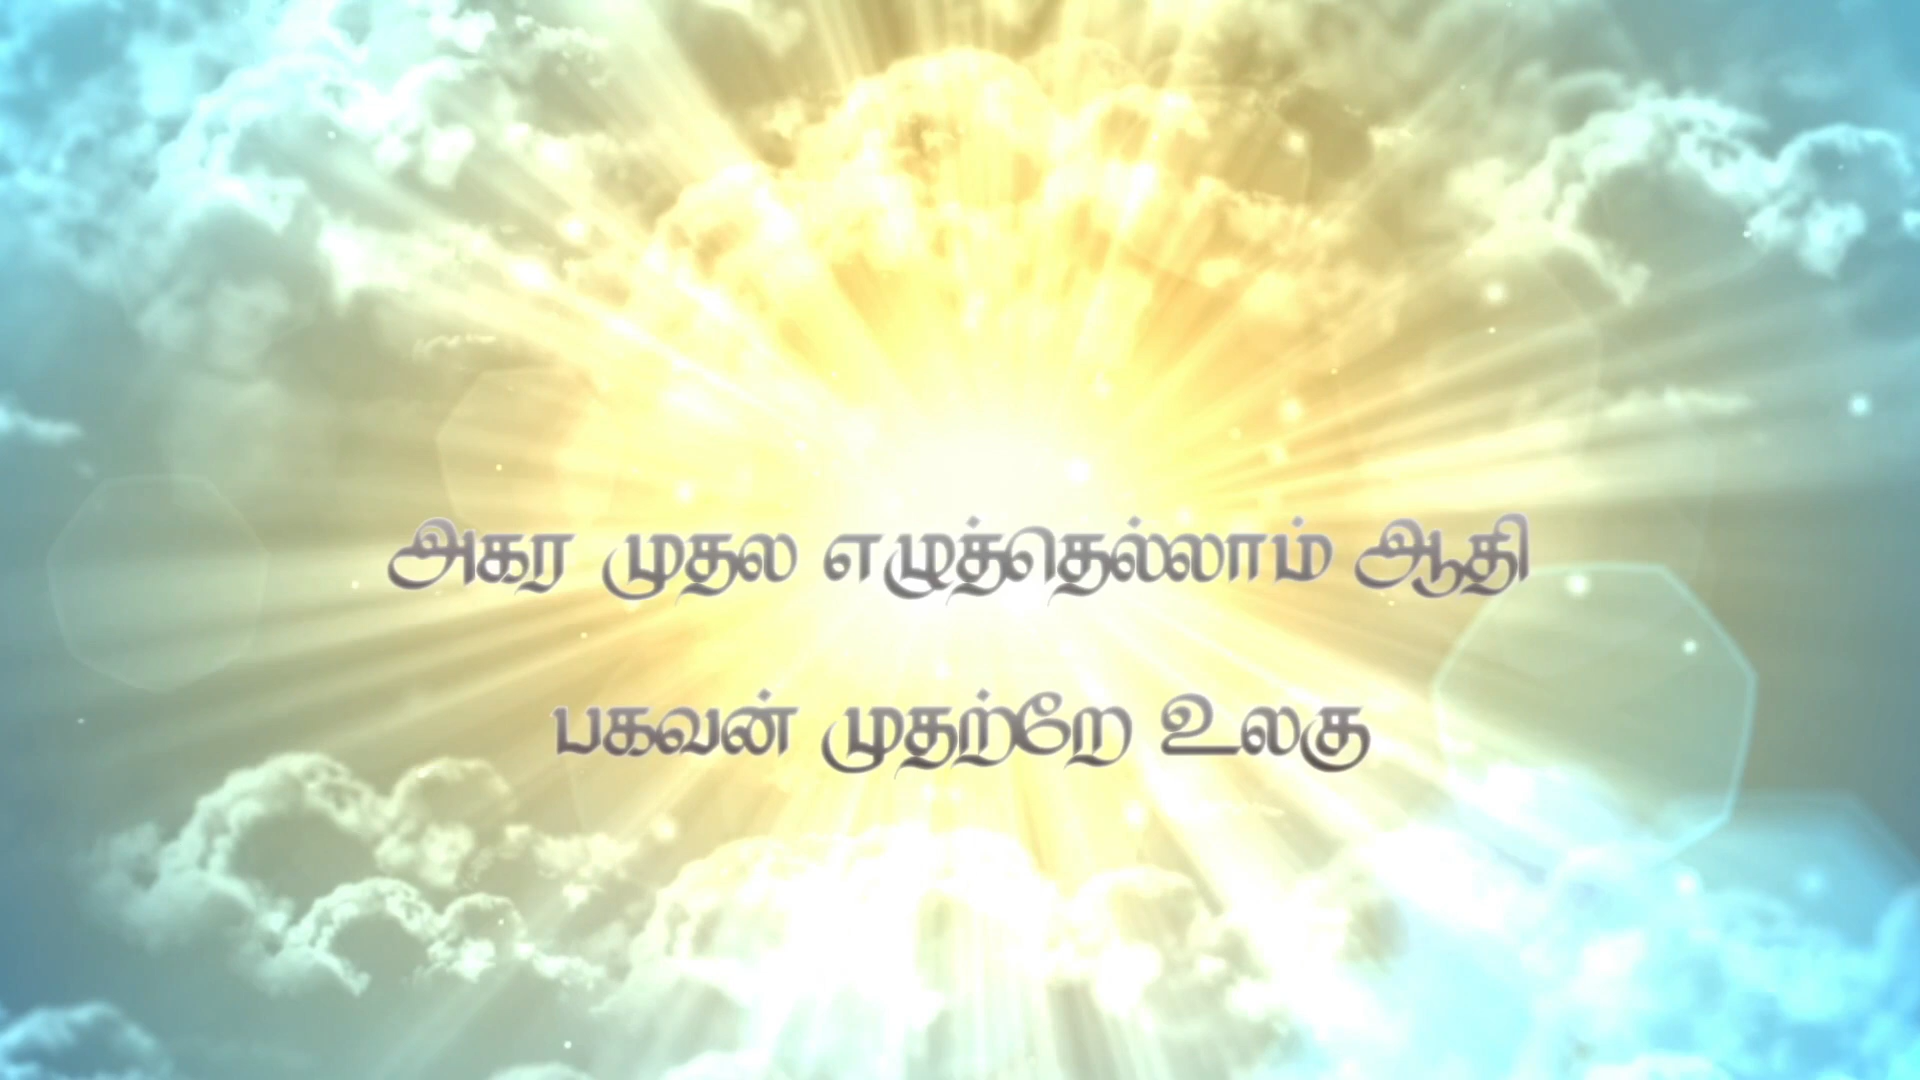 அகர முதல எழுத்தெல்லாம் ஆதி
பகவன் முதற்றே உலகு